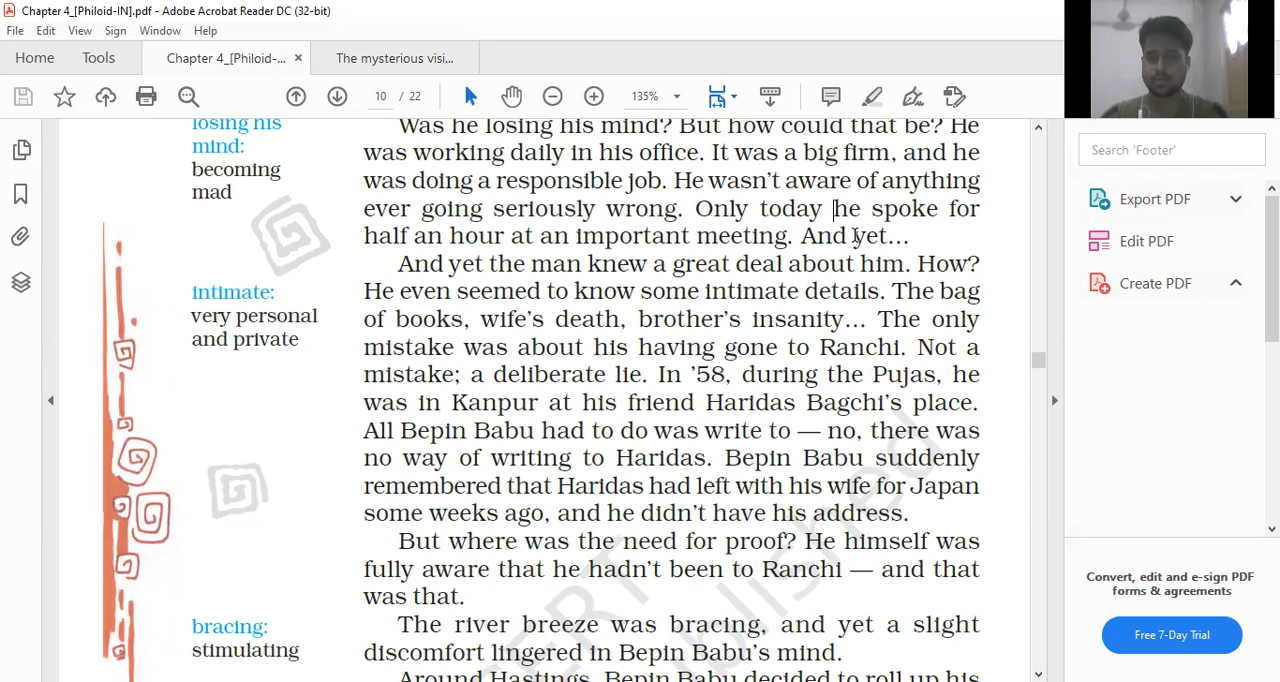 Chapter 4_[Philoid-IN].pdf - Adobe Acrobat Reader DC (32-bit)
File Edit View Sign Window Help
Home Tools Chapter 4_[Philoid-... × The mysterious visi...
10 / 22 135%
losing his
mind:
becoming
mad
Was he losing his mind? But how could that be? He
was working daily in his office. It was a big firm, and he
was doing a responsible job. He wasn't aware of anything
ever going seriously wrong. Only today he spoke for
half an hour at an important meeting. And yet...
And yet the man knew a great deal about him. How?
intimate:
very personal
and private
He even seemed to know some intimate details. The bag
of books, wife's death, brother's insanity... The only
mistake was about his having gone to Ranchi. Not a
mistake; a deliberate lie. In '58, during the Pujas, he
was in Kanpur at his friend Haridas Bagchi's place.
All Bepin Babu had to do was write to — no, there was
no way of writing to Haridas. Bepin Babu suddenly
remembered that Haridas had left with his wife for Japan
some weeks ago, and he didn't have his address.
But where was the need for proof? He himself was
fully aware that he hadn't been to Ranchi — and that
was that.
bracing:
stimulating
The river breeze was bracing, and yet a slight
discomfort lingered in Bepin Babu's mind.
Around Hastings, Bepin Babu decided to roll up his
Search 'Footer'
Export PDF
Edit PDF
Create PDF
Convert, edit and e-sign PDF
forms & agreements
Free 7-Day Trial